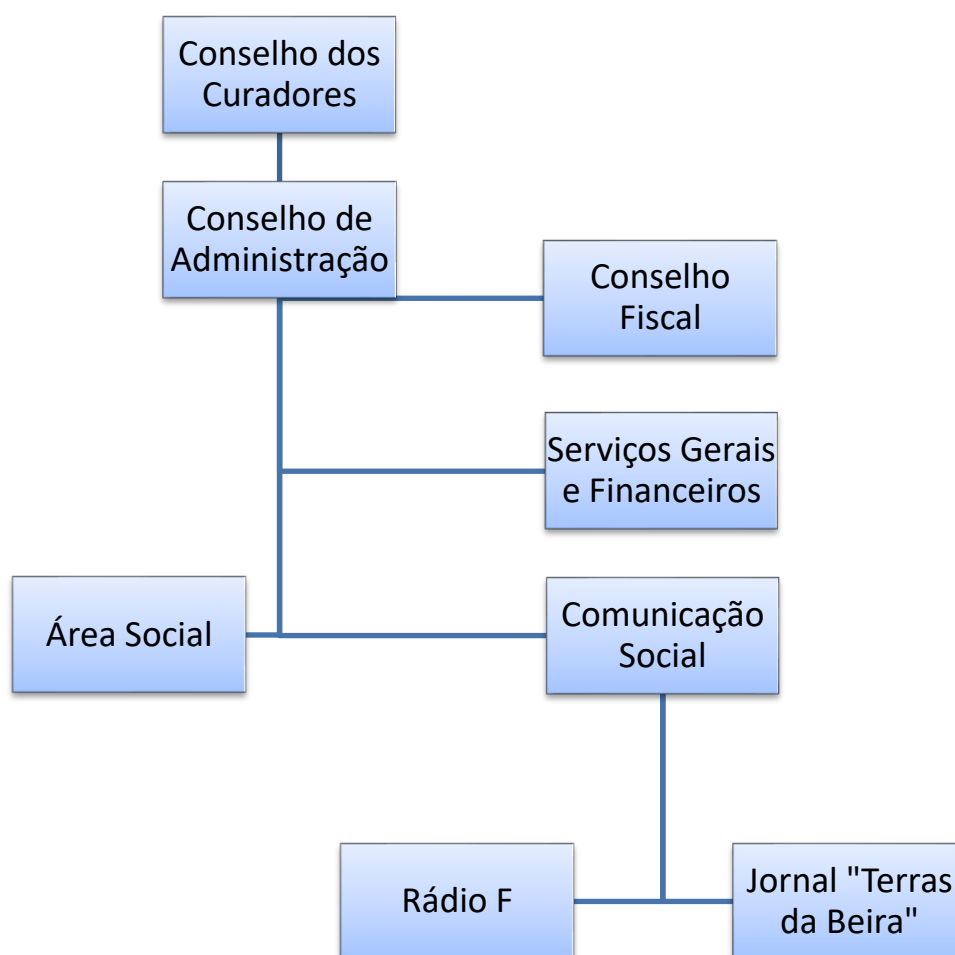 Conselho dos
Curadores
Conselho de
Administração
Conselho
Fiscal
Serviços Gerais
e Financeiros
Área Social
Comunicação
Social
Rádio F
Jornal "Terras
da Beira"